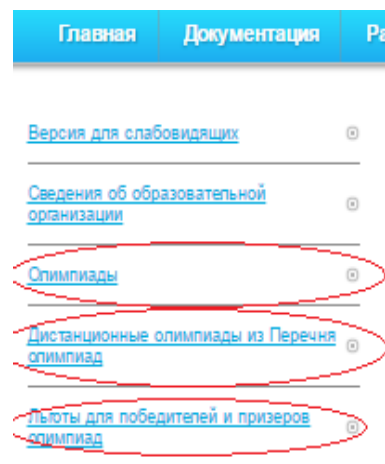 Главная Документация Ра
Версия для слабовидящих
Сведения об образовательной
организации
Олимпиады
Дистанционные олимпиады из Перечня
олимпиад
Льготы для победителей и призеров
олимпиад